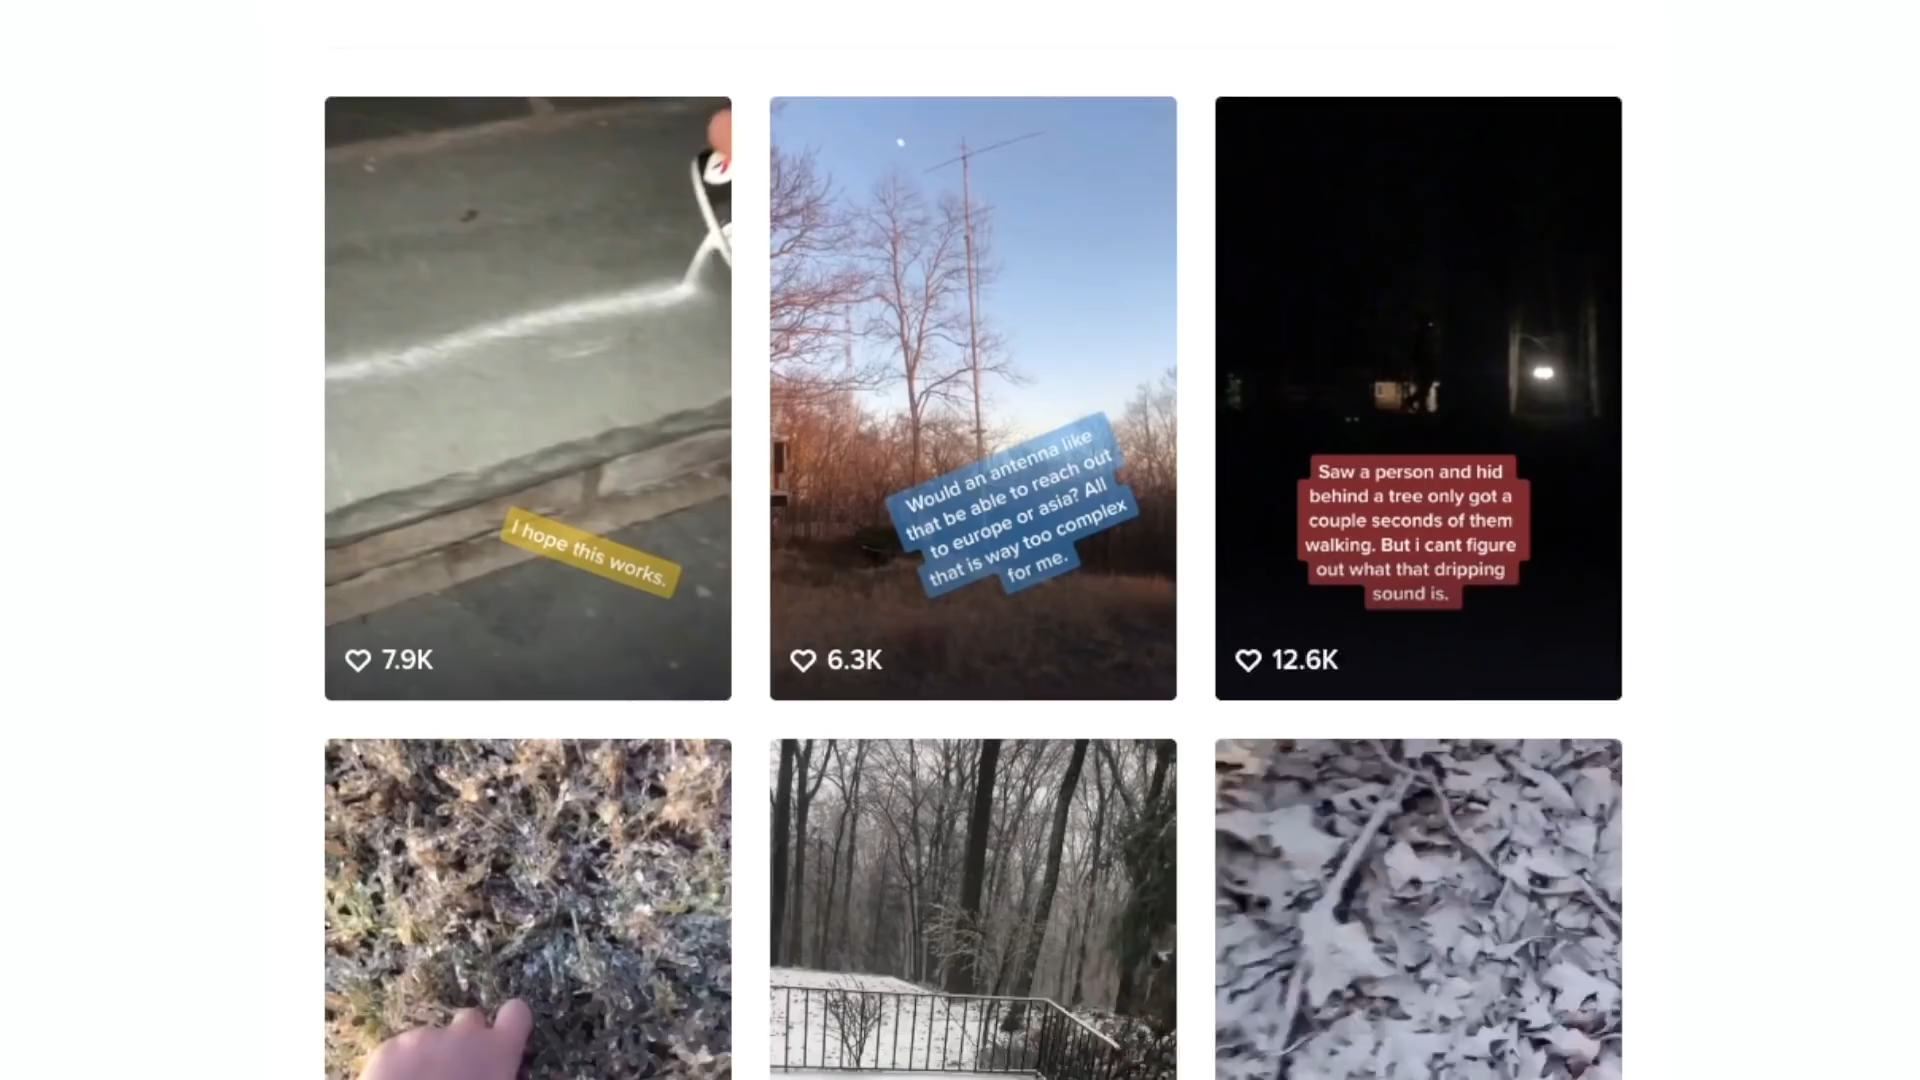 I hope this works.
7.9K
Would an antenna like
that be able to reach out
to europe or asia? All
that is way too complex
for me.
6.3K
Saw a person and hid
behind a tree only got a
couple seconds of them
walking. But i cant figure
out what that dripping
sound is.
12.6K